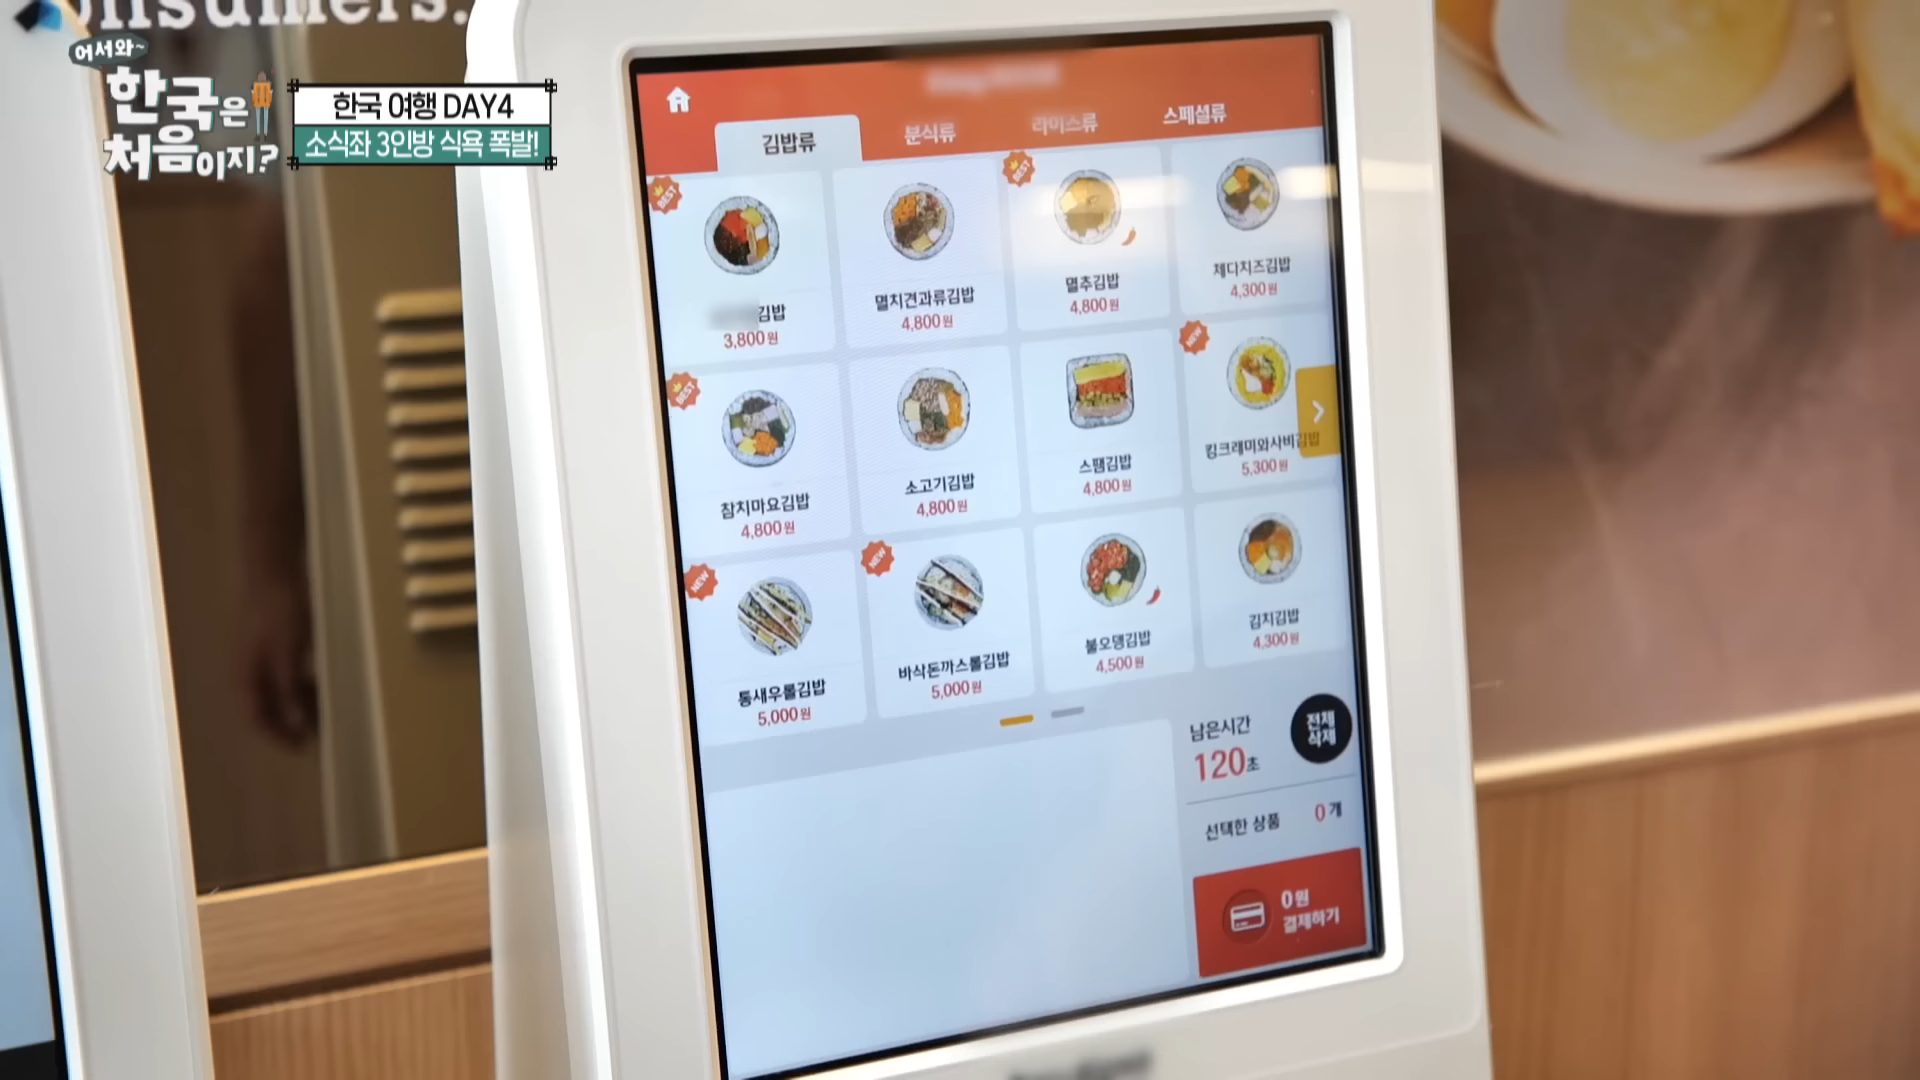 onsumers.
어서와~
한국은
처음이지?
한국 여행 DAY4
소식좌 3인방 식욕 폭발!
김밥류
분식류
라이스류
스페셜류
BEST
김밥
3,800원
멸치견과류김밥
4,800원
BEST
멸추김밥
4,800원
체다치즈김밥
4,300원
BEST
참치마요김밥
4,800원
소고기김밥
4,800원
스팸김밥
4,800원
NEW
킹크래미와사비김밥
5,300원
NEW
통새우롤김밥
5,000원
NEW
바삭돈까스롤김밥
5,000원
불오뎅김밥
4,500원
김치김밥
4,300원
남은시간
120초
전체
삭제
선택한 상품 0개
0원
결제하기